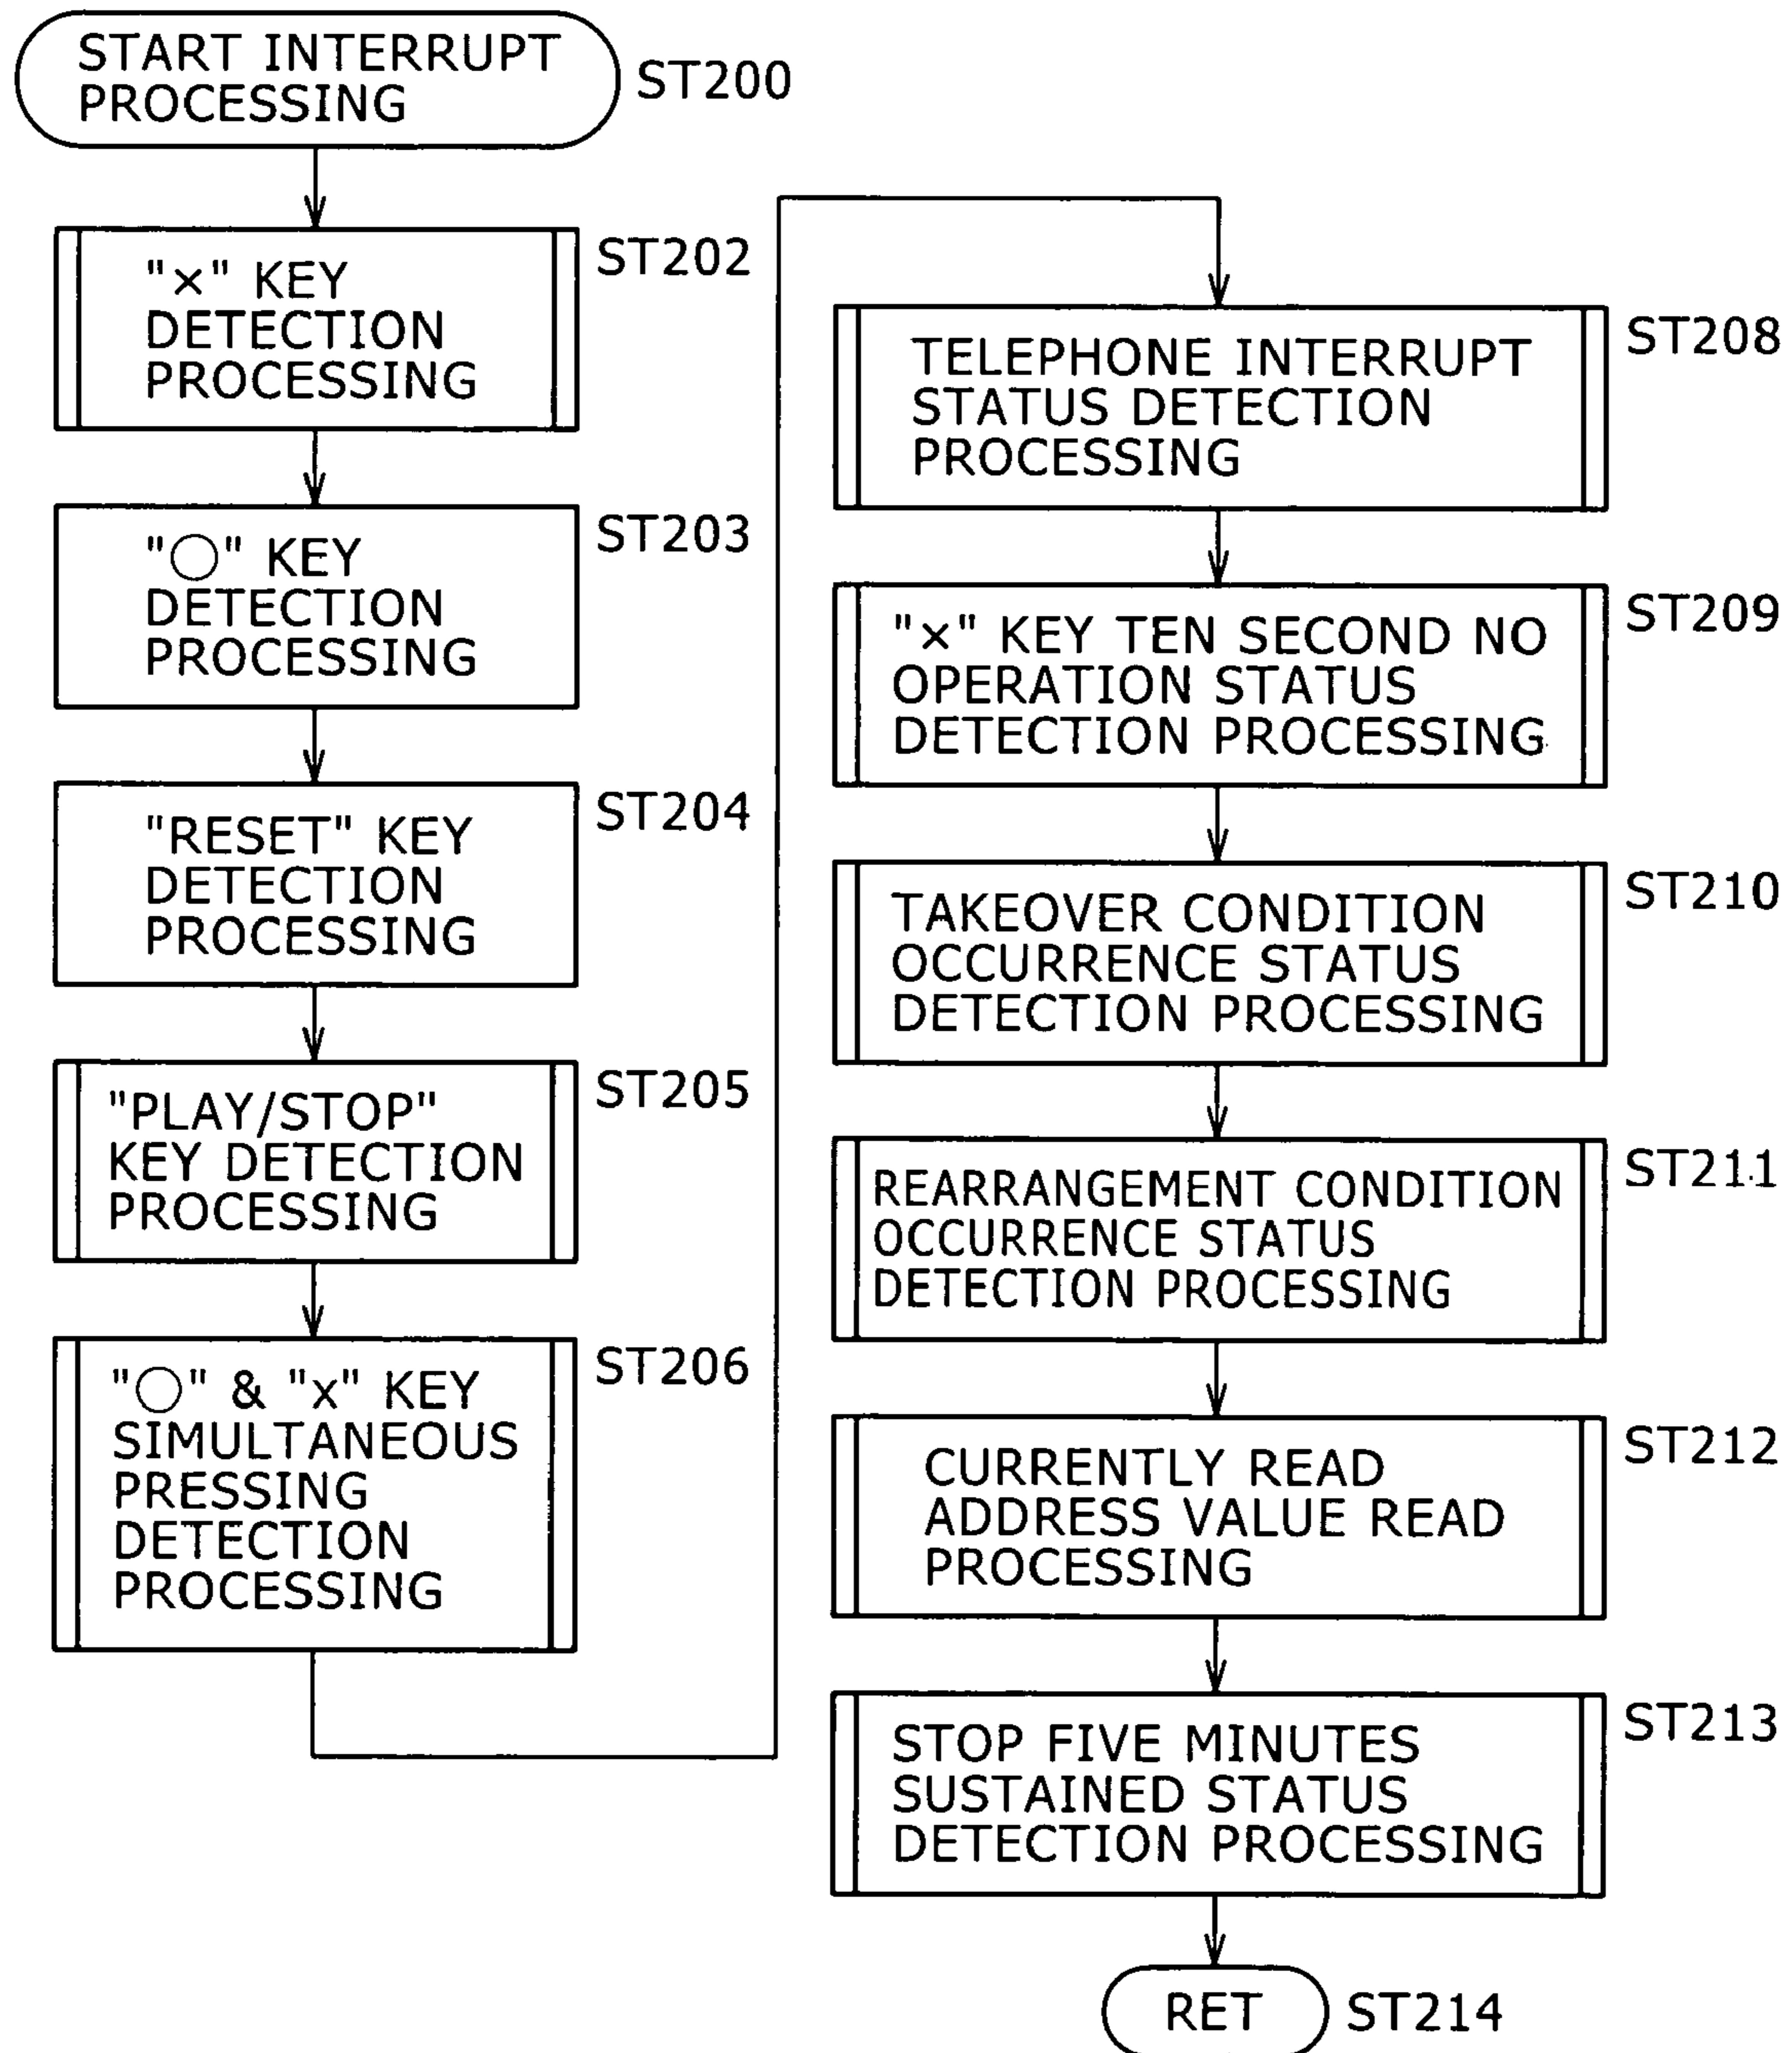 START INTERRUPT
PROCESSING
ST200
"×" KEY
DETECTION
PROCESSING
ST202
"○" KEY
DETECTION
PROCESSING
ST203
"RESET" KEY
DETECTION
PROCESSING
ST204
"PLAY/STOP"
KEY DETECTION
PROCESSING
ST205
"○" & "x" KEY
SIMULTANEOUS
PRESSING
DETECTION
PROCESSING
ST206
TELEPHONE INTERRUPT
STATUS DETECTION
PROCESSING
ST208
"×" KEY TEN SECOND NO
OPERATION STATUS
DETECTION PROCESSING
ST209
TAKEOVER CONDITION
OCCURRENCE STATUS
DETECTION PROCESSING
ST210
REARRANGEMENT CONDITION
OCCURRENCE STATUS
DETECTION PROCESSING
ST211
CURRENTLY READ
ADDRESS VALUE READ
PROCESSING
ST212
STOP FIVE MINUTES
SUSTAINED STATUS
DETECTION PROCESSING
ST213
RET
ST214